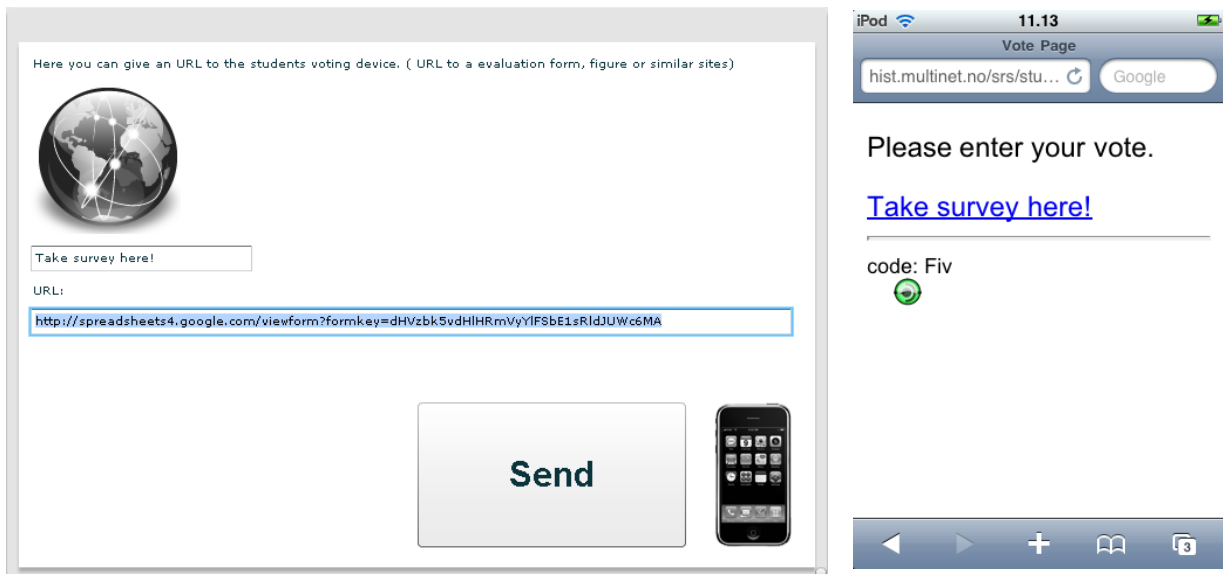 Here you can give an URL to the students voting device. ( URL to a evaluation form, figure or similar sites)
Take survey here!
URL:
http://spreadsheets4.google.com/viewform?formkey=dHVzbk5vdHlHRmVyYlFSbE1sRldJUWc6MA
Send
iPod 11.13
Vote Page
hist.multinet.no/srs/stu... Google
Please enter your vote.
Take survey here!
code: Fiv
3